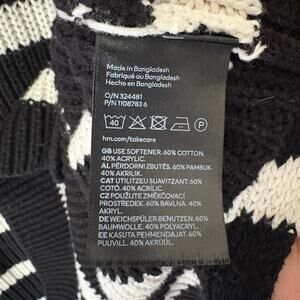 Made in Bangladesh
Fabriqué au Bangladesh
Hecho en Bangladesh
O/N 324481
P/N 1108783 6
40 P
hm.com/takecare
GB USE SOFTENER. 60% COTTON.
40% ACRYLIC.
AL PËRDORNI ZBUTËS. 60% PAMBUK.
40% AKRILIK.
CAT UTILITZEU SUAVITZANT. 60%
COTÓ. 40% ACRÍLIC.
CZ POUŽIJTE ZMĚKČOVACÍ
PROSTŘEDEK. 60% BAVLNA. 40%
AKRYL.
DE WEICHSPÜLER BENUTZEN. 60%
BAUMWOLLE. 40% POLYACRYL.
EE KASUTA PEHMENDAJAT. 60%
PUUVILL. 40% AKRÜÜL.